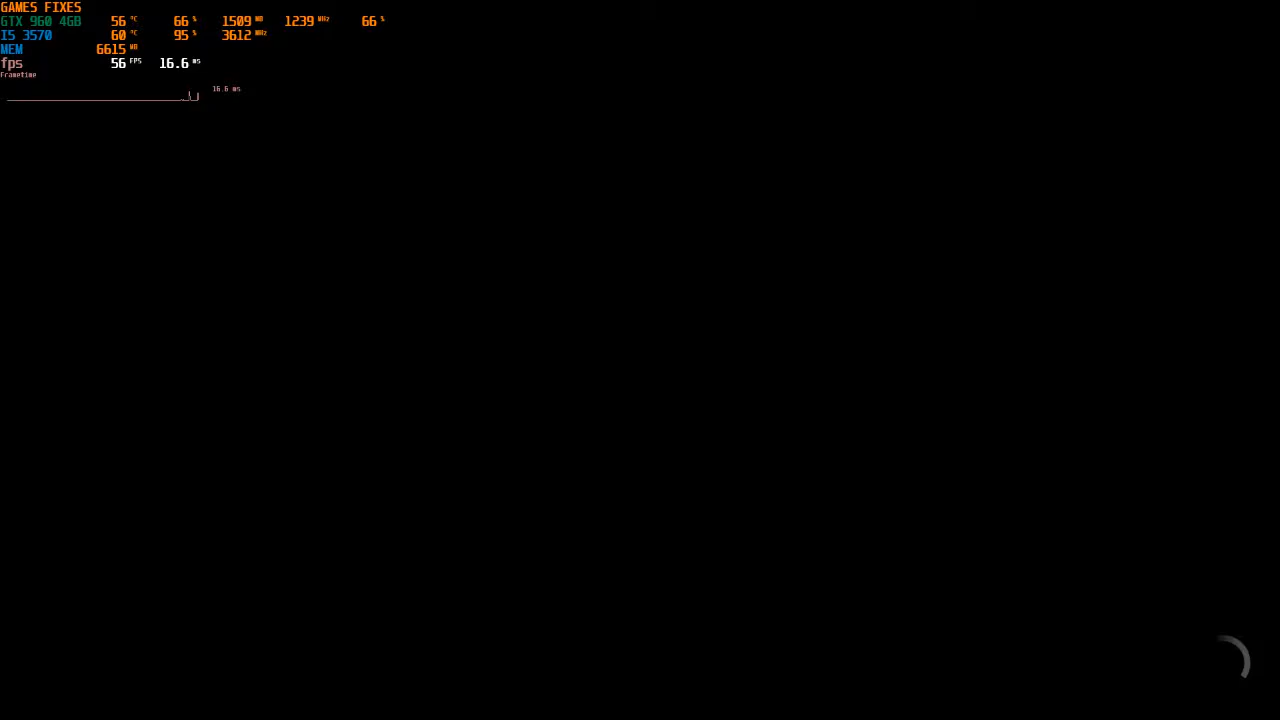 GAMES FIXES
GTX 960 4GB 56 °C 66 % 1509 MB 1239 MHz 66 %
I5 3570 60 °C 95 % 3612 MHz
MEM 6615 MB
fps 56 FPS 16.6 ms
Frametime
16.6 ms